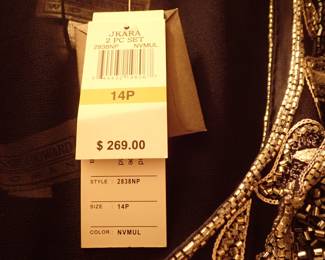 JKARA
2 PC SET
2838NP NVMUL
14P
$ 269.00
STYLE : 2838NP
SIZE : 14P
COLOR : NVMUL